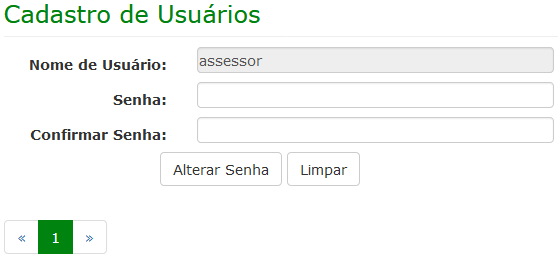 Cadastro de Usuários
Nome de Usuário: assessor
Senha:
Confirmar Senha:
Alterar Senha Limpar
« 1 »